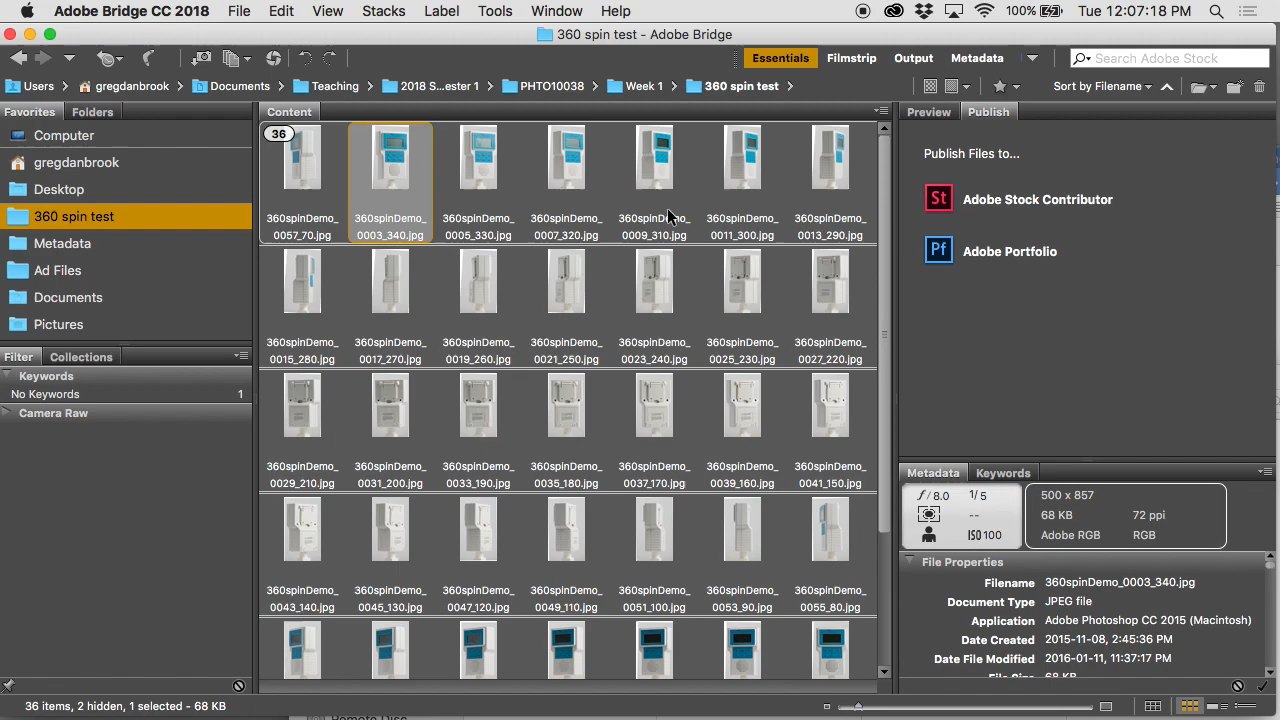 Adobe Bridge CC 2018 File Edit View Stacks Label Tools Window Help 100% Tue 12:07:18 PM
360 spin test - Adobe Bridge
Essentials Filmstrip Output Metadata Search Adobe Stock
Users gregdanbrook Documents Teaching 2018 S...ester 1 PHTO10038 Week 1 360 spin test Sort by Filename
Favorites Folders
Computer
gregdanbrook
Desktop
360 spin test
Metadata
Ad Files
Documents
Pictures
Filter Collections
Keywords
No Keywords 1
Camera Raw
Content
36
360spinDemo_ 360spinDemo_ 360spinDemo_ 360spinDemo_ 360spinDemo_ 360spinDemo_ 360spinDemo_
0057_70.jpg 0003_340.jpg 0005_330.jpg 0007_320.jpg 0009_310.jpg 0011_300.jpg 0013_290.jpg
360spinDemo_ 360spinDemo_ 360spinDemo_ 360spinDemo_ 360spinDemo_ 360spinDemo_ 360spinDemo_
0015_280.jpg 0017_270.jpg 0019_260.jpg 0021_250.jpg 0023_240.jpg 0025_230.jpg 0027_220.jpg
360spinDemo_ 360spinDemo_ 360spinDemo_ 360spinDemo_ 360spinDemo_ 360spinDemo_ 360spinDemo_
0029_210.jpg 0031_200.jpg 0033_190.jpg 0035_180.jpg 0037_170.jpg 0039_160.jpg 0041_150.jpg
360spinDemo_ 360spinDemo_ 360spinDemo_ 360spinDemo_ 360spinDemo_ 360spinDemo_ 360spinDemo_
0043_140.jpg 0045_130.jpg 0047_120.jpg 0049_110.jpg 0051_100.jpg 0053_90.jpg 0055_80.jpg
Preview Publish
Publish Files to...
St Adobe Stock Contributor
Pf Adobe Portfolio
Metadata Keywords
ƒ/8.0 1/5
--
ISO100
500 x 857
68 KB 72 ppi
Adobe RGB RGB
File Properties
Filename 360spinDemo_0003_340.jpg
Document Type JPEG file
Application Adobe Photoshop CC 2015 (Macintosh)
Date Created 2015-11-08, 2:45:36 PM
Date File Modified 2016-01-11, 11:37:17 PM
File Size 68 KB
36 items, 2 hidden, 1 selected - 68 KB
Remote Disc